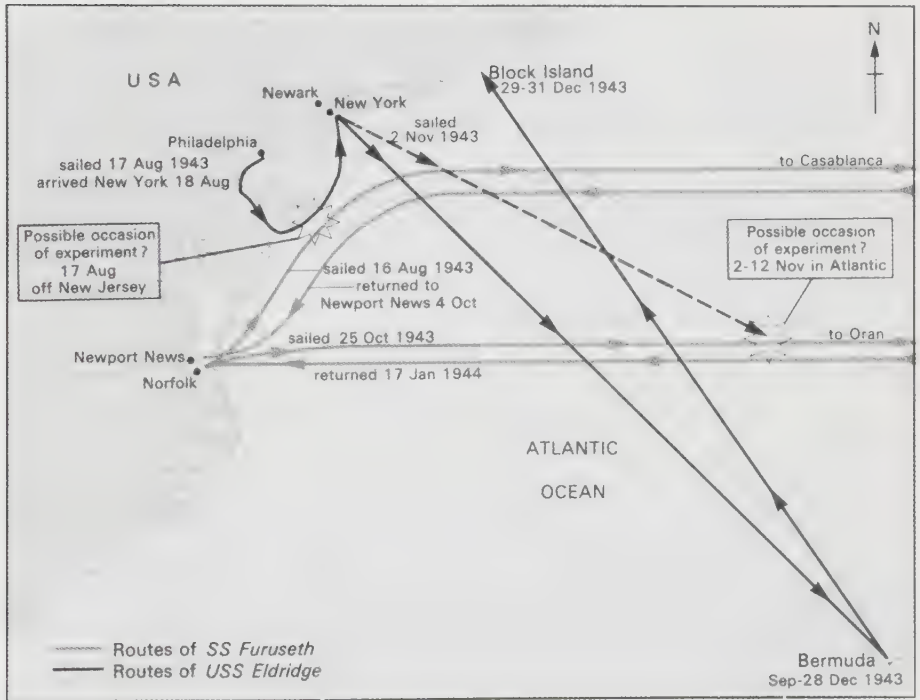 N
USA
Block Island
29-31 Dec 1943
Newark
New York
sailed
2 Nov 1943
Philadelphia
sailed 17 Aug 1943
arrived New York 18 Aug
to Casablanca
Possible occasion
of experiment?
17 Aug
off New Jersey
Possible occasion
of experiment?
2-12 Nov in Atlantic
sailed 16 Aug 1943
returned to
Newport News 4 Oct
sailed 25 Oct 1943
to Oran
Newport News
Norfolk
returned 17 Jan 1944
ATLANTIC
OCEAN
Routes of SS Furuseth
Routes of USS Eldridge
Bermuda
Sep-28 Dec 1943